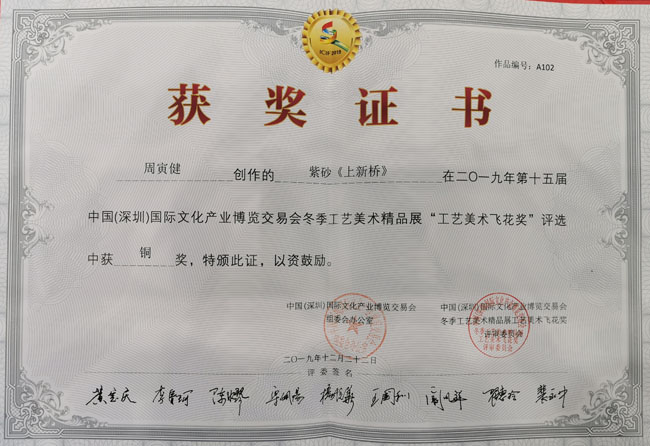 作品编号：A102
获奖证书
周寅健 创作的 紫砂《上新桥》 在二〇一九年第十五届
中国(深圳)国际文化产业博览交易会冬季工艺美术精品展“工艺美术飞花奖”评选
中获 铜 奖，特颁此证，以资鼓励。
中国(深圳)国际文化产业博览交易会
组委会办公室
中国(深圳)国际文化产业博览交易会
冬季工艺美术精品展工艺美术飞花奖
评审委员会
二〇一九年十二月二十二日
评委签名